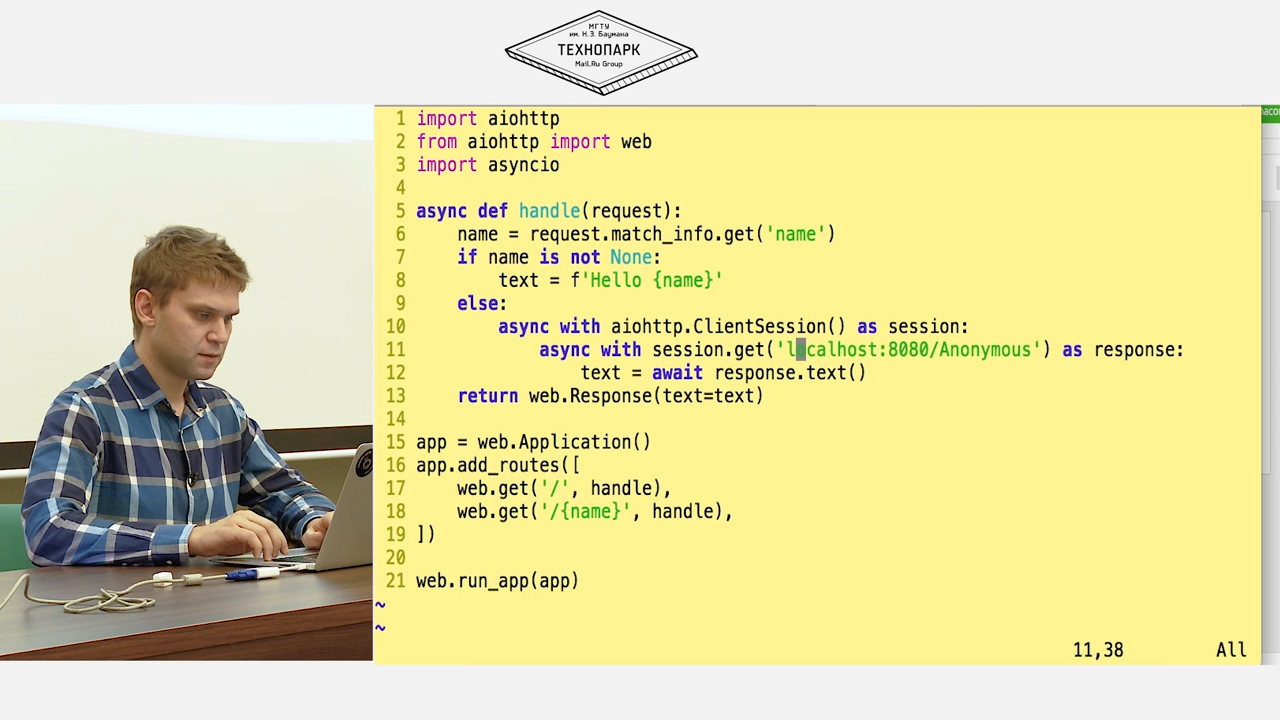 МГТУ
им. Н.Э. Баумана
ТЕХНОПАРК
Mail.Ru Group
1 import aiohttp
2 from aiohttp import web
3 import asyncio
4
5 async def handle(request):
6     name = request.match_info.get('name')
7     if name is not None:
8         text = f'Hello {name}'
9     else:
10         async with aiohttp.ClientSession() as session:
11             async with session.get('localhost:8080/Anonymous') as response:
12                 text = await response.text()
13     return web.Response(text=text)
14
15 app = web.Application()
16 app.add_routes([
17     web.get('/', handle),
18     web.get('/{name}', handle),
19 ])
20
21 web.run_app(app)
~
~
11,38 All